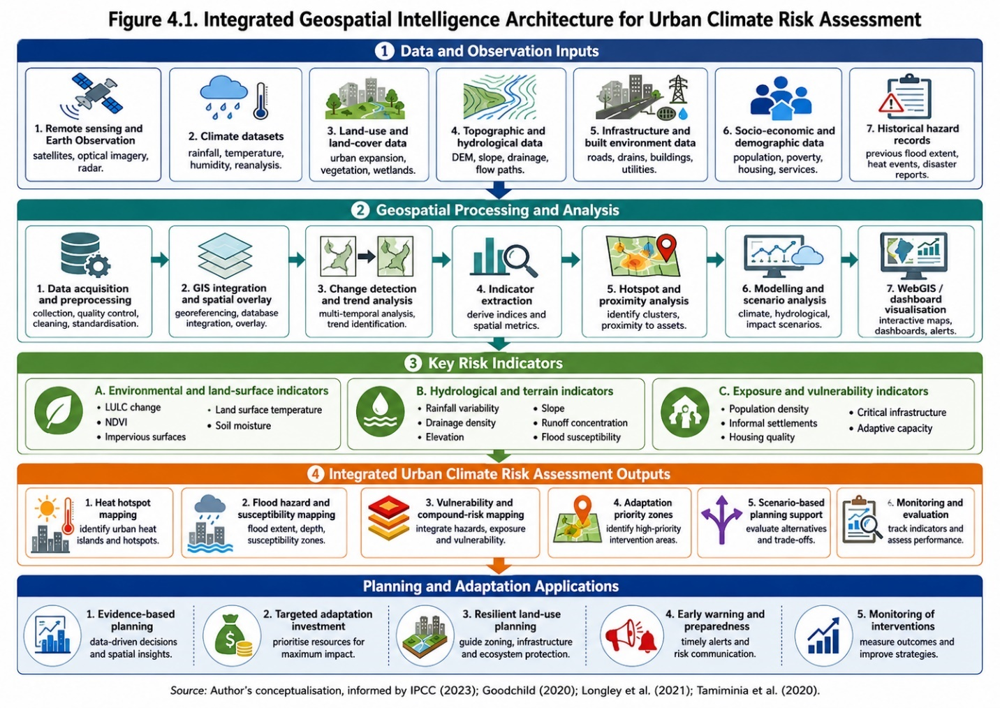 Figure 4.1. Integrated Geospatial Intelligence Architecture for Urban Climate Risk Assessment
1 Data and Observation Inputs
1. Remote sensing and
Earth Observation
satellites, optical imagery,
radar.
2. Climate datasets
rainfall, temperature,
humidity, reanalysis.
3. Land-use and
land-cover data
urban expansion,
vegetation, wetlands.
4. Topographic and
hydrological data
DEM, slope, drainage,
flow paths.
5. Infrastructure and
built environment data
roads, drains, buildings,
utilities.
6. Socio-economic and
demographic data
population, poverty,
housing, services.
7. Historical hazard
records
previous flood extent,
heat events, disaster
reports.
2 Geospatial Processing and Analysis
1. Data acquisition
and preprocessing
collection, quality control,
cleaning, standardisation.
2. GIS integration
and spatial overlay
georeferencing, database
integration, overlay.
3. Change detection
and trend analysis
multi-temporal analysis,
trend identification.
4. Indicator
extraction
derive indices and
spatial metrics.
5. Hotspot and
proximity analysis
identify clusters,
proximity to assets.
6. Modelling and
scenario analysis
climate, hydrological,
impact scenarios.
7. WebGIS /
dashboard
visualisation
interactive maps,
dashboards, alerts.
3 Key Risk Indicators
A. Environmental and land-surface indicators
• LULC change
• NDVI
• Impervious surfaces
• Land surface temperature
• Soil moisture
B. Hydrological and terrain indicators
• Rainfall variability
• Drainage density
• Elevation
• Slope
• Runoff concentration
• Flood susceptibility
C. Exposure and vulnerability indicators
• Population density
• Informal settlements
• Housing quality
• Critical infrastructure
• Adaptive capacity
4 Integrated Urban Climate Risk Assessment Outputs
1. Heat hotspot
mapping
identify urban heat
islands and hotspots.
2. Flood hazard and
susceptibility mapping
flood extent, depth,
susceptibility zones.
3. Vulnerability and
compound-risk mapping
integrate hazards, exposure
and vulnerability.
4. Adaptation
priority zones
identify high-priority
intervention areas.
5. Scenario-based
planning support
evaluate alternatives
and trade-offs.
6. Monitoring and
evaluation
track indicators and
assess performance.
Planning and Adaptation Applications
1. Evidence-based
planning
data-driven decisions
and spatial insights.
$
2. Targeted adaptation
investment
prioritise resources for
maximum impact.
3. Resilient land-use
planning
guide zoning, infrastructure
and ecosystem protection.
4. Early warning and
preparedness
timely alerts and
risk communication.
5. Monitoring of
interventions
measure outcomes and
improve strategies.
Source: Author's conceptualisation, informed by IPCC (2023); Goodchild (2020); Longley et al. (2021); Tamiminia et al. (2020).